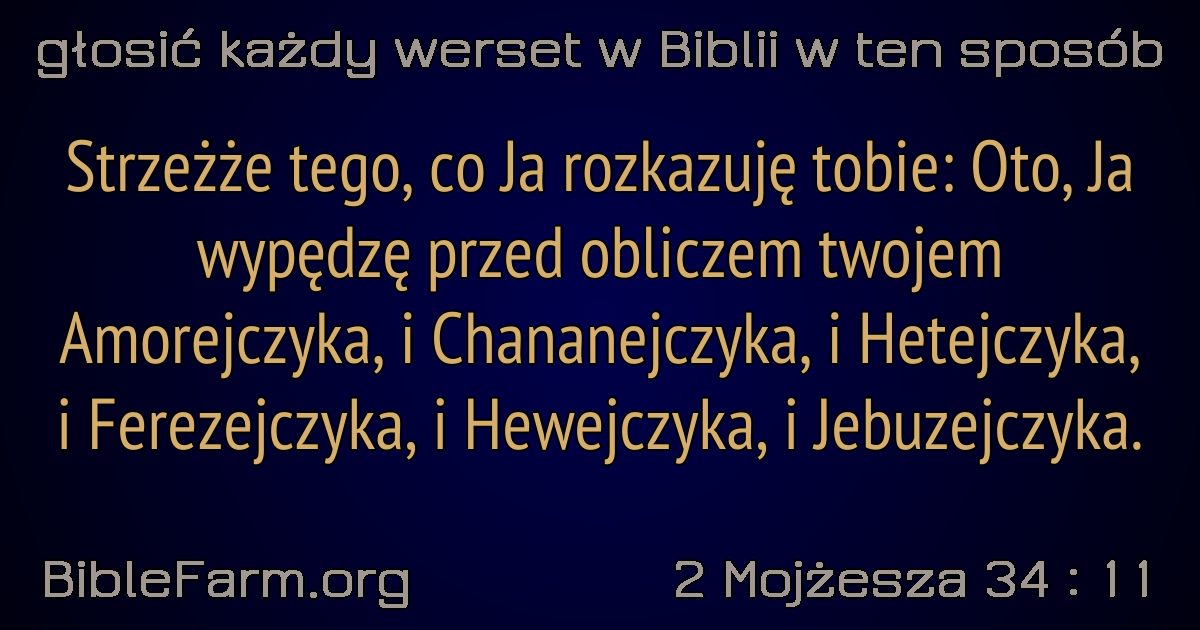 głosić każdy werset w Biblii w ten sposób
Strzeżże tego, co Ja rozkazuję tobie: Oto, Ja
wypędzę przed obliczem twojem
Amorejczyka, i Chananejczyka, i Hetejczyka,
i Ferezejczyka, i Hewejczyka, i Jebuzejczyka.
BibleFarm.org
2 Mojżesza 34 : 11